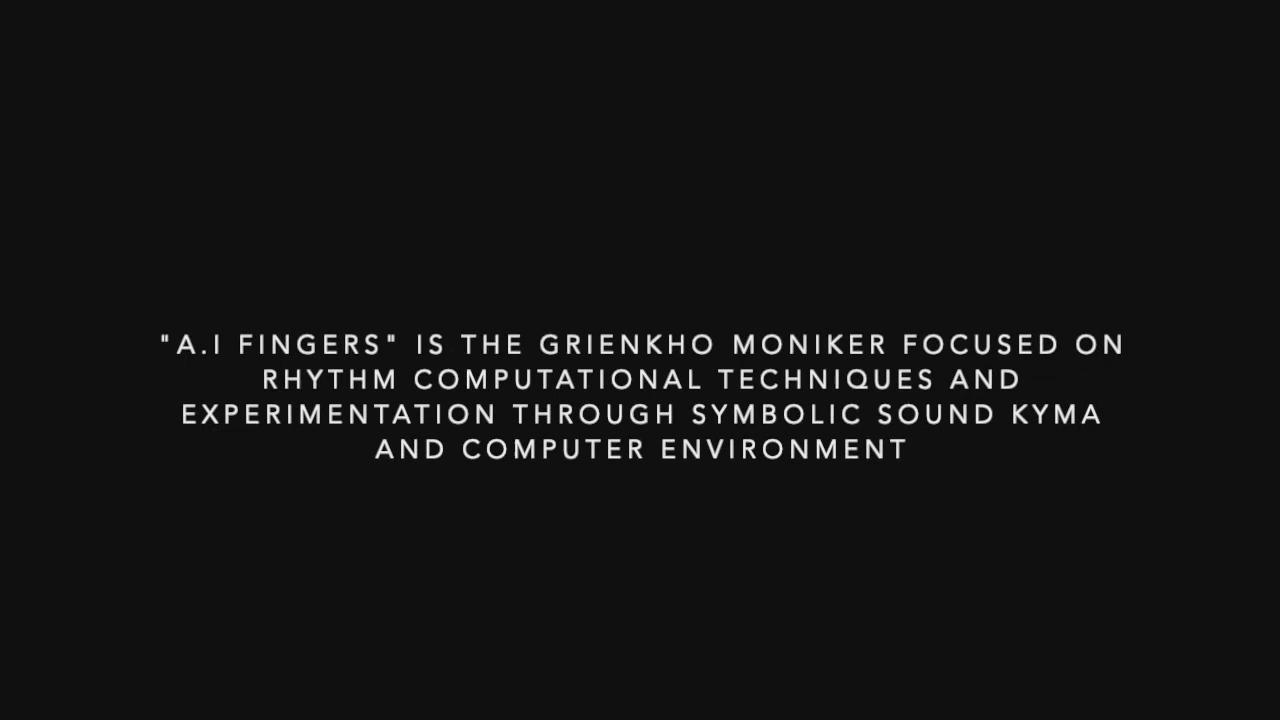 "A.I FINGERS" IS THE GRIENKHO MONIKER FOCUSED ON
RHYTHM COMPUTATIONAL TECHNIQUES AND
EXPERIMENTATION THROUGH SYMBOLIC SOUND KYMA
AND COMPUTER ENVIRONMENT